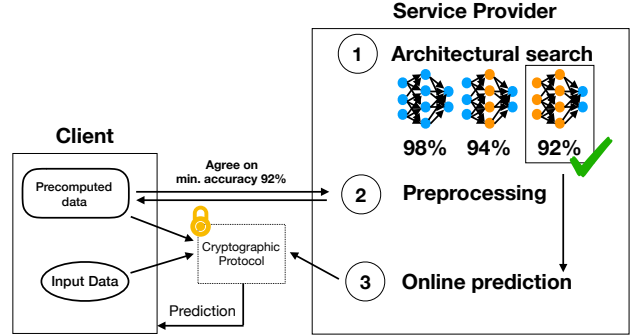 Service Provider
1
Architectural search
98%
94%
92%
Client
Agree on
min. accuracy 92%
Precomputed
data
2
Preprocessing
Cryptographic
Protocol
Input Data
3
Online prediction
Prediction